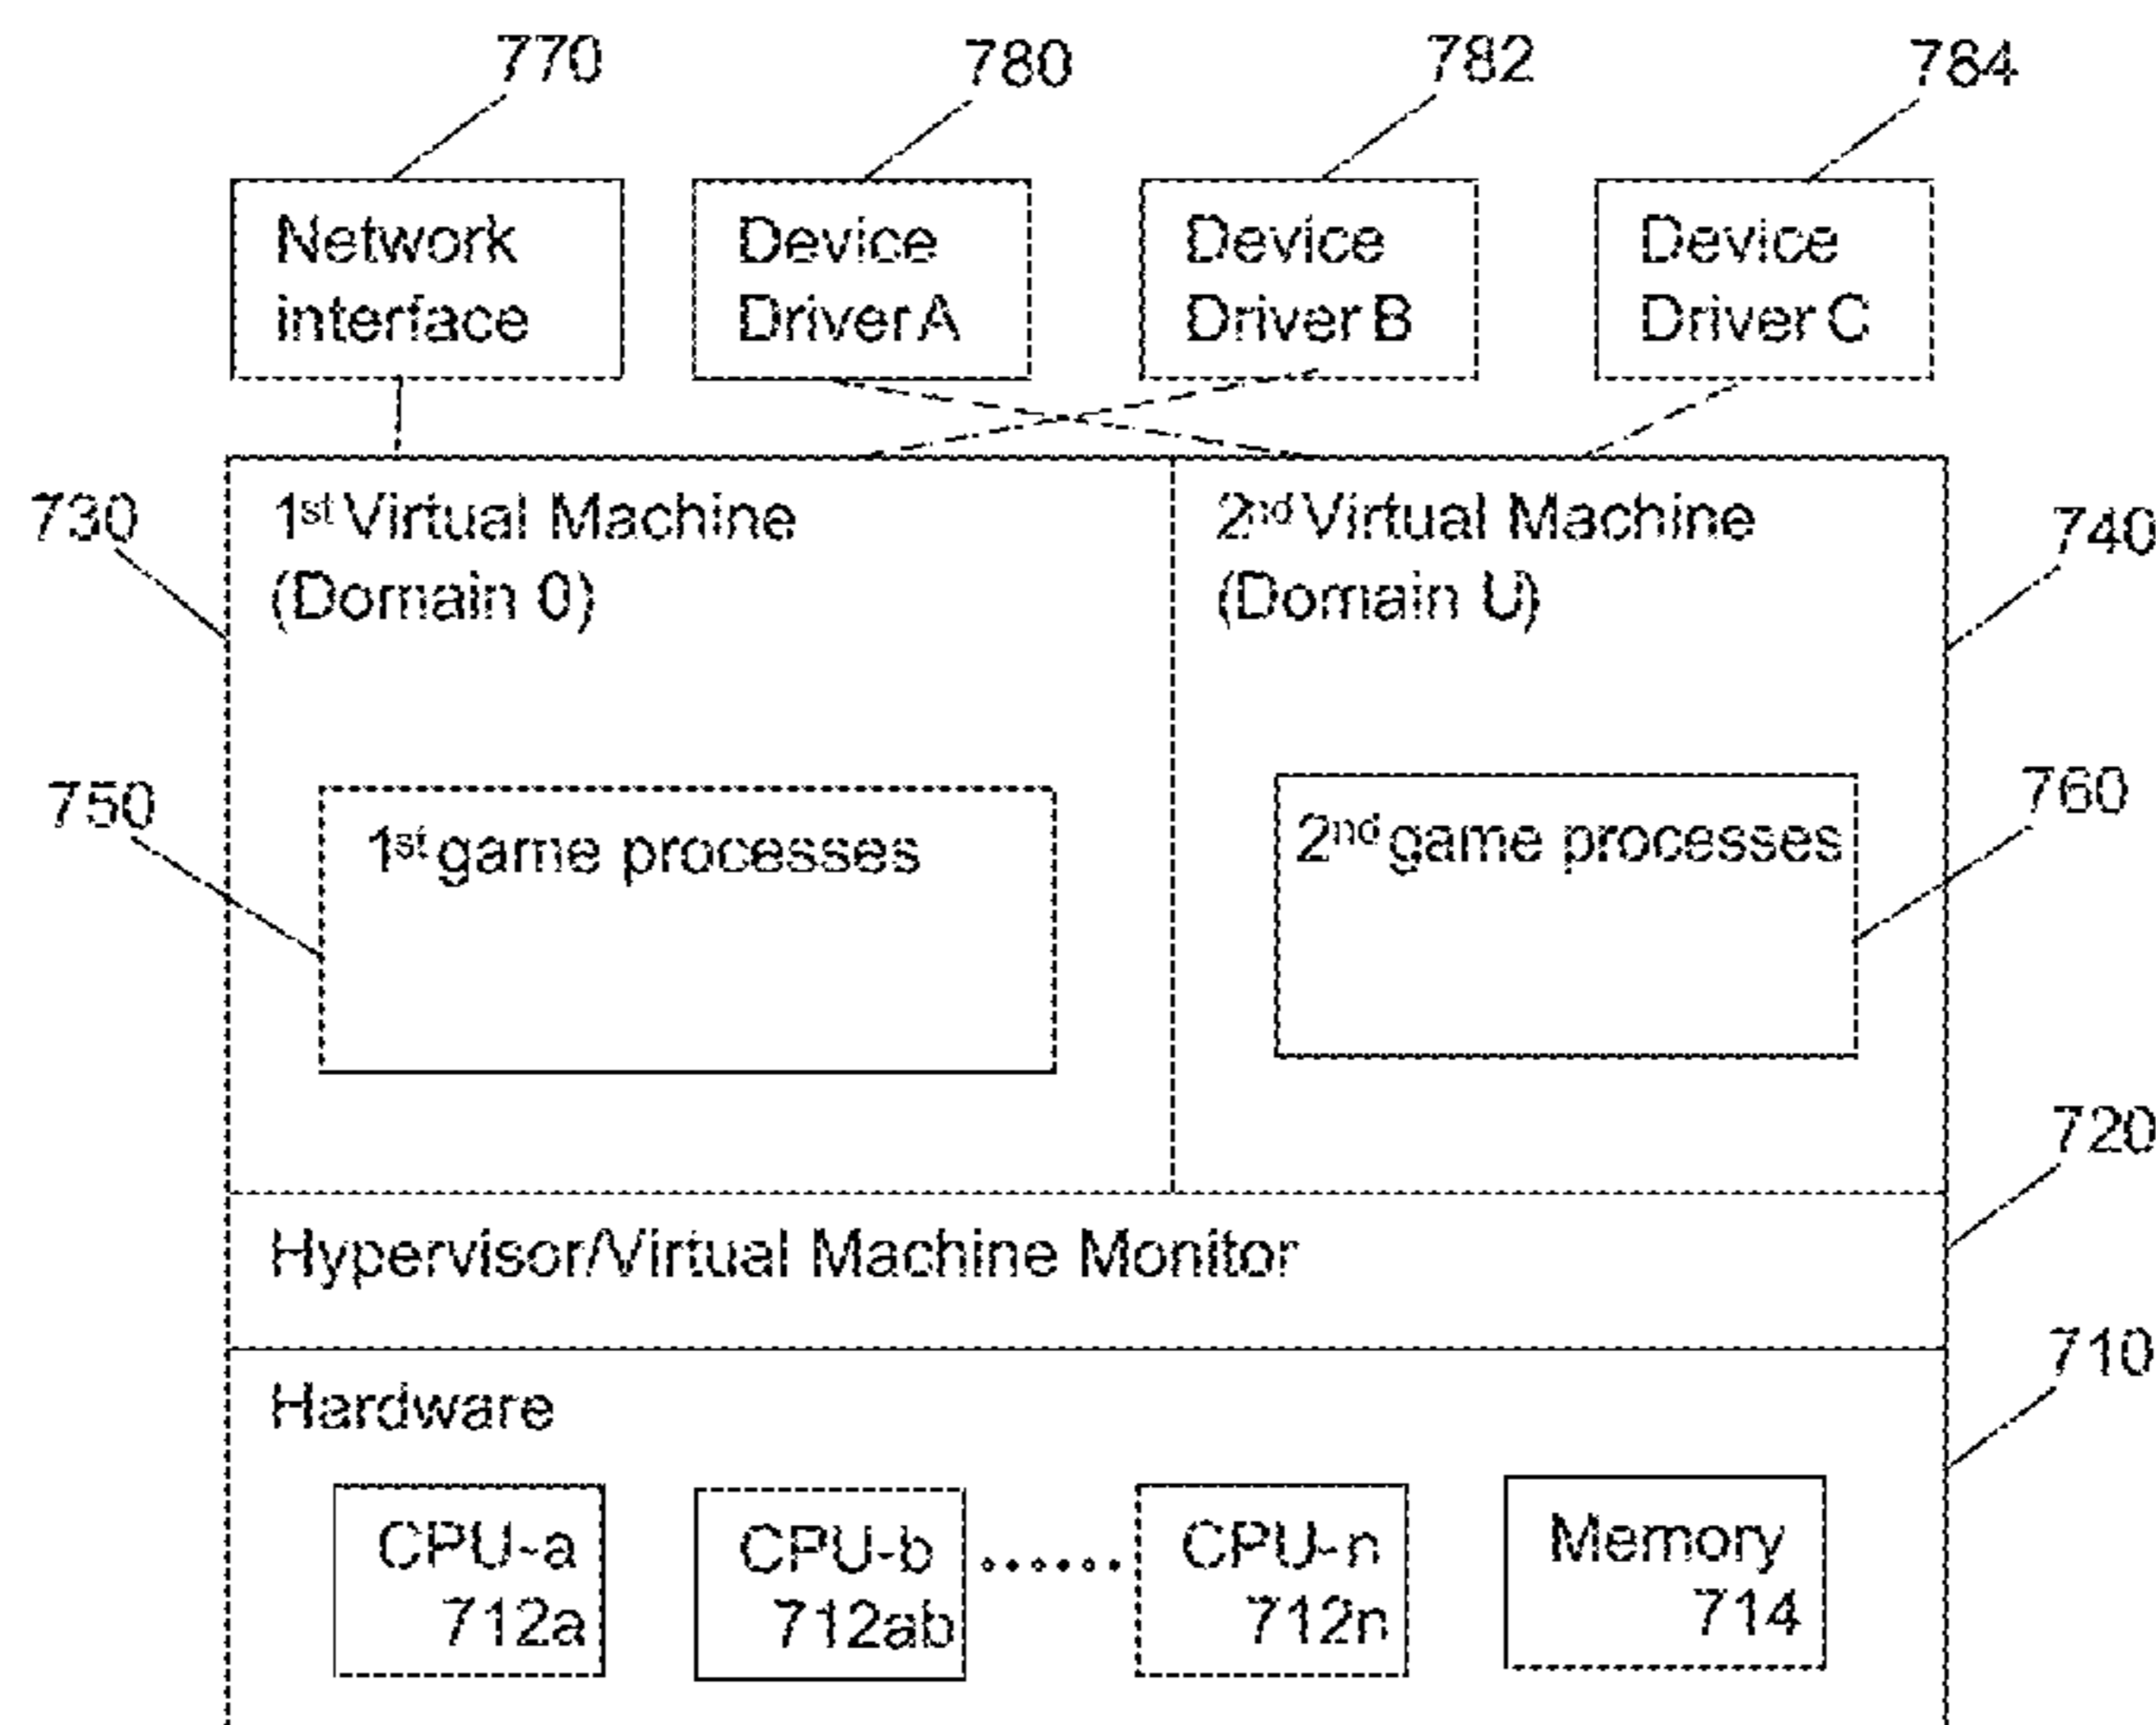 770
780
782
784
Network
interface
Device
Driver A
Device
Driver B
Device
Driver C
730
1st Virtual Machine
(Domain 0)
2nd Virtual Machine
(Domain U)
740
750
1st game processes
2nd game processes
760
720
Hypervisor/Virtual Machine Monitor
710
Hardware
CPU-a
712a
CPU-b
712ab
......
CPU-n
712n
Memory
714